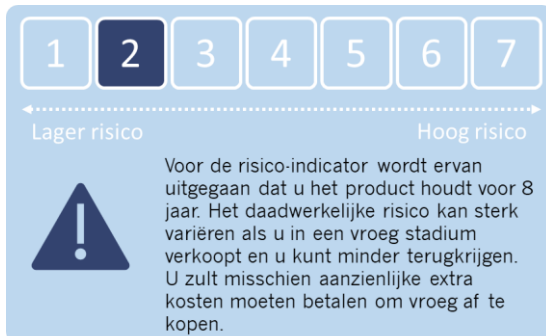 1 2 3 4 5 6 7
Lager risico Hoog risico
Voor de risico-indicator wordt ervan
uitgegaan dat u het product houdt voor 8
jaar. Het daadwerkelijke risico kan sterk
variëren als u in een vroeg stadium
verkoopt en u kunt minder terugkrijgen.
U zult misschien aanzienlijke extra
kosten moeten betalen om vroeg af te
kopen.